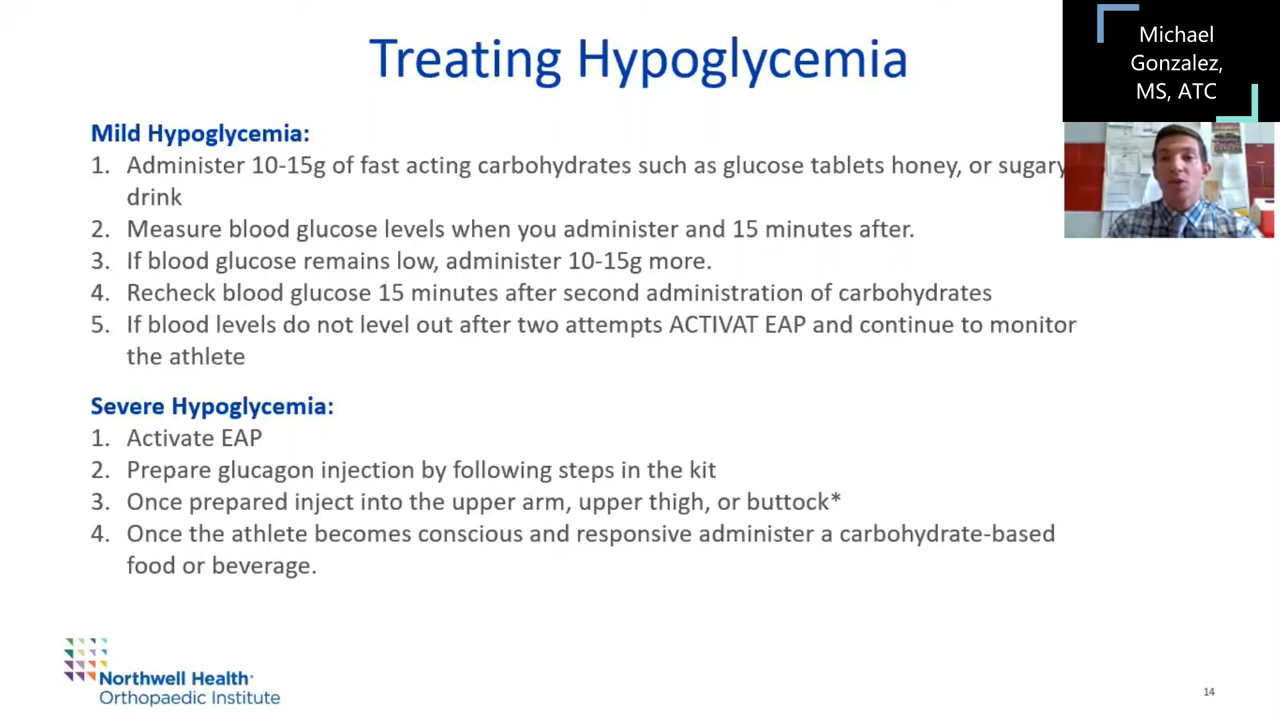 Treating Hypoglycemia
Michael
Gonzalez,
MS, ATC
Mild Hypoglycemia:
1. Administer 10-15g of fast acting carbohydrates such as glucose tablets honey, or sugary
drink
2. Measure blood glucose levels when you administer and 15 minutes after.
3. If blood glucose remains low, administer 10-15g more.
4. Recheck blood glucose 15 minutes after second administration of carbohydrates
5. If blood levels do not level out after two attempts ACTIVAT EAP and continue to monitor
the athlete
Severe Hypoglycemia:
1. Activate EAP
2. Prepare glucagon injection by following steps in the kit
3. Once prepared inject into the upper arm, upper thigh, or buttock*
4. Once the athlete becomes conscious and responsive administer a carbohydrate-based
food or beverage.
Northwell Health
Orthopaedic Institute
14